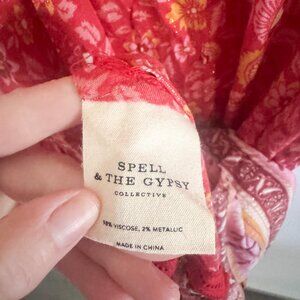 SPELL
& THE GYPSY
COLLECTIVE
98% VISCOSE, 2% METALLIC
MADE IN CHINA